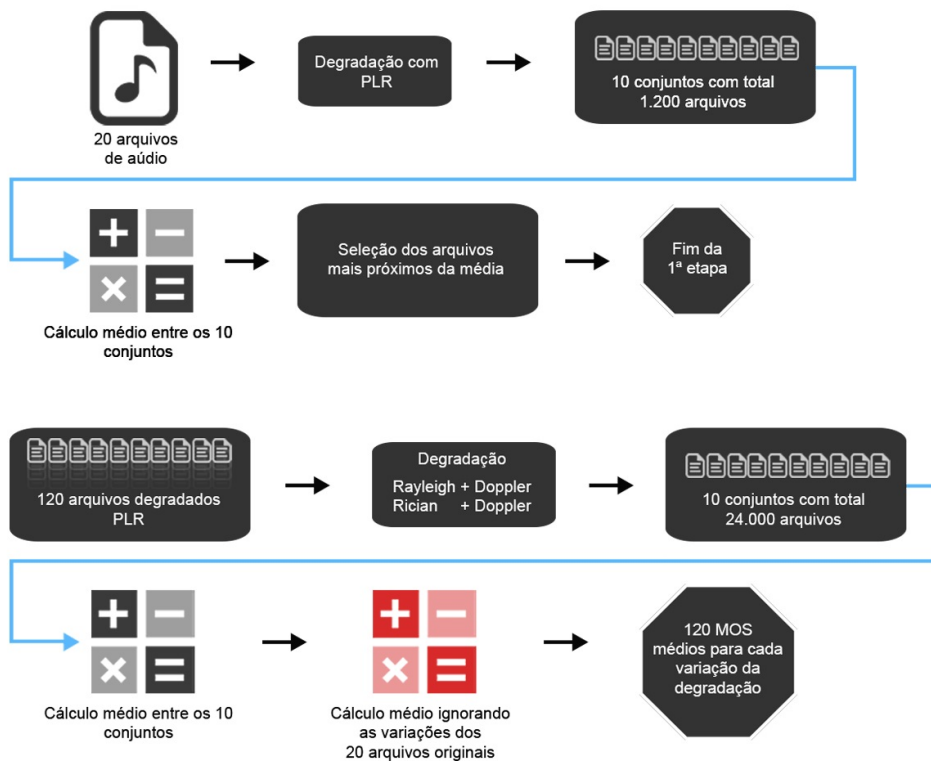 20 arquivos
de aúdio
Degradação com
PLR
10 conjuntos com total
1.200 arquivos
Cálculo médio entre os 10
conjuntos
Seleção dos arquivos
mais próximos da média
Fim da
1ª etapa
120 arquivos degradados
PLR
Degradação
Rayleigh + Doppler
Rician + Doppler
10 conjuntos com total
24.000 arquivos
Cálculo médio entre os 10
conjuntos
Cálculo médio ignorando
as variações dos
20 arquivos originais
120 MOS
médios para cada
variação da
degradação